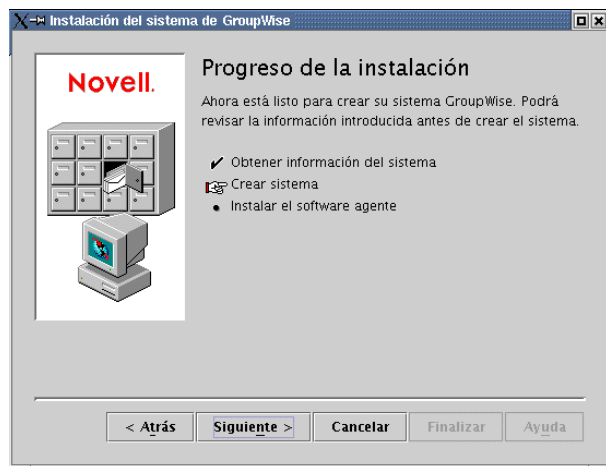 Instalación del sistema de GroupWise
Novell.
Progreso de la instalación
Ahora está listo para crear su sistema GroupWise. Podrá
revisar la información introducida antes de crear el sistema.
Obtener información del sistema
Crear sistema
Instalar el software agente
< Atrás
Siguiente >
Cancelar
Finalizar
Ayuda